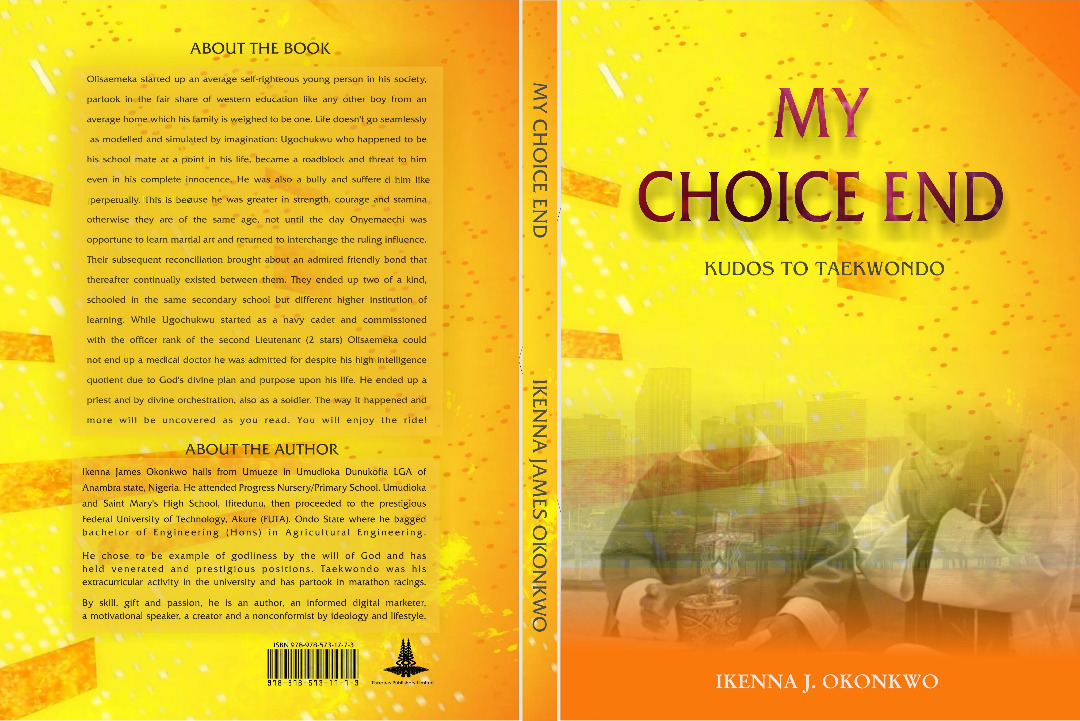 ABOUT THE BOOK
Olisaemeka started up an average self-righteous young person in his society,
partook in the fair share of western education like any other boy from an
average home,which his family is weighed to be one. Life doesn't go seamlessly
as modelled and simulated by imagination: Ugochukwu who happened to be
his school mate at a point in his life, became a roadblock and threat to him
even in his complete innocence. He was also a bully and suffere d him like
perpetually. This is beause he was greater in strength, courage and stamina
otherwise they are of the same age, not until the day Onyemaechi was
opportune to learn martial art and returned to interchange the ruling influence.
Their subsequent reconciliation brought about an admired friendly bond that
thereafter continually existed between them. They ended up two of a kind,
schooled in the same secondary school but different higher institution of
learning. While Ugochukwu started as a navy cadet and commissioned
with the officer rank of the second Lieutenant (2 stars) Olisaemeka could
not end up a medical doctor he was admitted for despite his high intelligence
quotient due to God's divine plan and purpose upon his life. He ended up a
priest and by divine orchestration, also as a soldier. The way it happened and
more will be uncovered as you read. You will enjoy the ride!
ABOUT THE AUTHOR
Ikenna James Okonkwo hails from Umueze in Umudioka Dunukofia LGA of
Anambra state, Nigeria. He attended Progress Nursery/Primary School, Umudioka
and Saint Mary's High School, Ifiredunu, then proceeded to the prestigious
Federal University of Technology, Akure (FUTA). Ondo State where he bagged
bachelor of Engineering (Hons) in Agricultural Engineering.
He chose to be example of godliness by the will of God and has
held venerated and prestigious positions. Taekwondo was his
extracurricular activity in the university and has partook in marathon racings.
By skill, gift and passion, he is an author, an informed digital marketer,
a motivational speaker, a creator and a nonconformist by ideology and lifestyle.
ISBN 978-978-573-17-7-3
978-978-573-17-7-3
Publishers Limited
MY CHOICE END
IKENNA JAMES OKONKWO
MY
CHOICE END
KUDOS TO TAEKWONDO
IKENNA J. OKONKWO